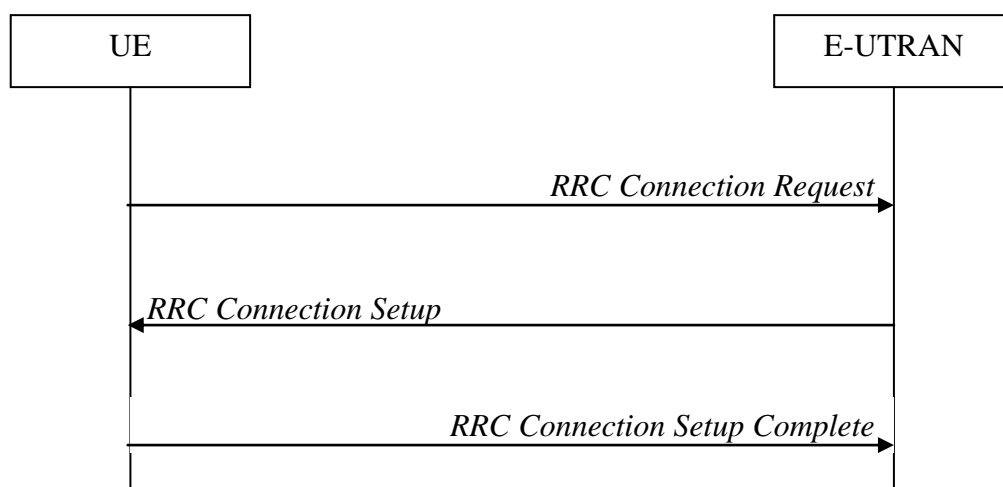 UE
E-UTRAN
RRC Connection Request
RRC Connection Setup
RRC Connection Setup Complete